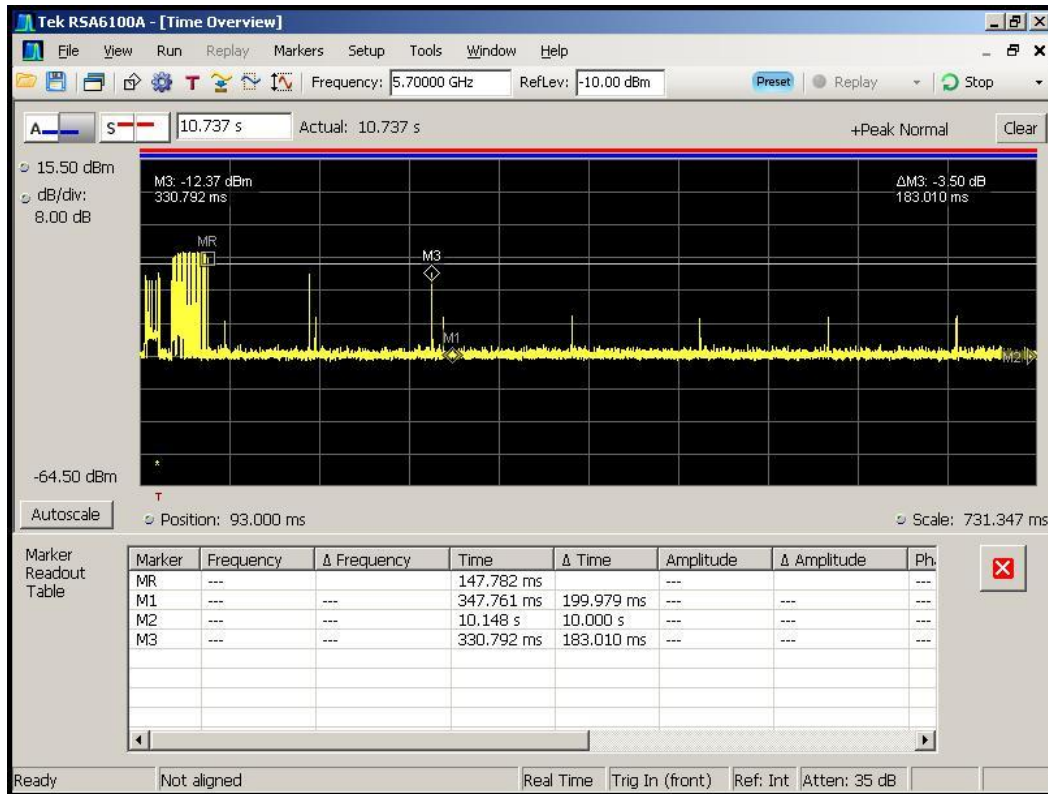 Tek RSA6100A - [Time Overview]
File View Run Replay Markers Setup Tools Window Help
T Frequency: 5.70000 GHz RefLev: -10.00 dBm Preset Replay Stop
A S 10.737 s Actual: 10.737 s +Peak Normal Clear
15.50 dBm
dB/div:
8.00 dB
M3: -12.37 dBm
330.792 ms
ΔM3: -3.50 dB
183.010 ms
MR
M3
M1
M2
-64.50 dBm
*
T
Autoscale
Position: 93.000 ms
Scale: 731.347 ms
Marker
Readout
Table
Marker Frequency Δ Frequency Time Δ Time Amplitude Δ Amplitude Ph
MR --- 147.782 ms --- ---
M1 --- --- 347.761 ms 199.979 ms --- --- ---
M2 --- --- 10.148 s 10.000 s --- --- ---
M3 --- --- 330.792 ms 183.010 ms --- --- ---
Ready Not aligned Real Time Trig In (front) Ref: Int Atten: 35 dB